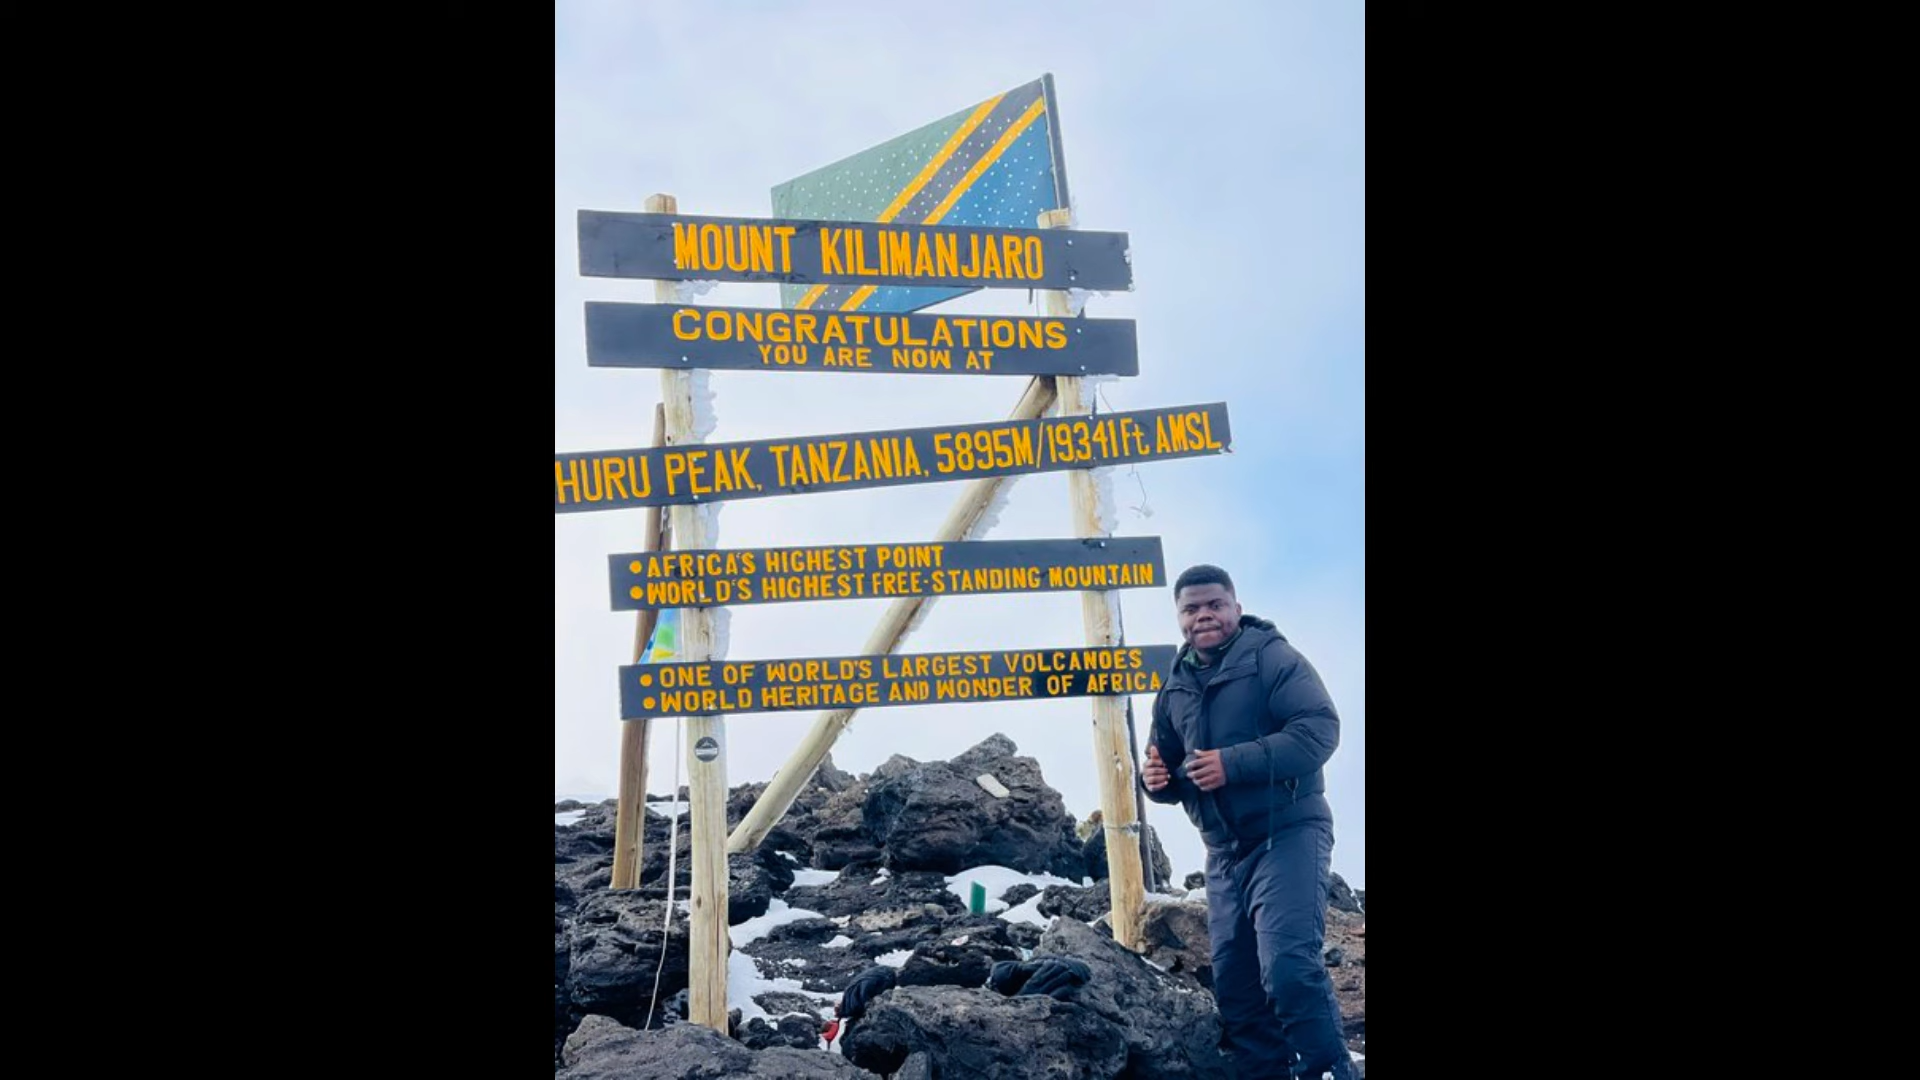 MOUNT KILIMANJARO
CONGRATULATIONS
YOU ARE NOW AT
HURU PEAK, TANZANIA, 5895M/19341Ft. AMSL
• AFRICA'S HIGHEST POINT
• WORLD'S HIGHEST FREE-STANDING MOUNTAIN
• ONE OF WORLD'S LARGEST VOLCANOES
• WORLD HERITAGE AND WONDER OF AFRICA